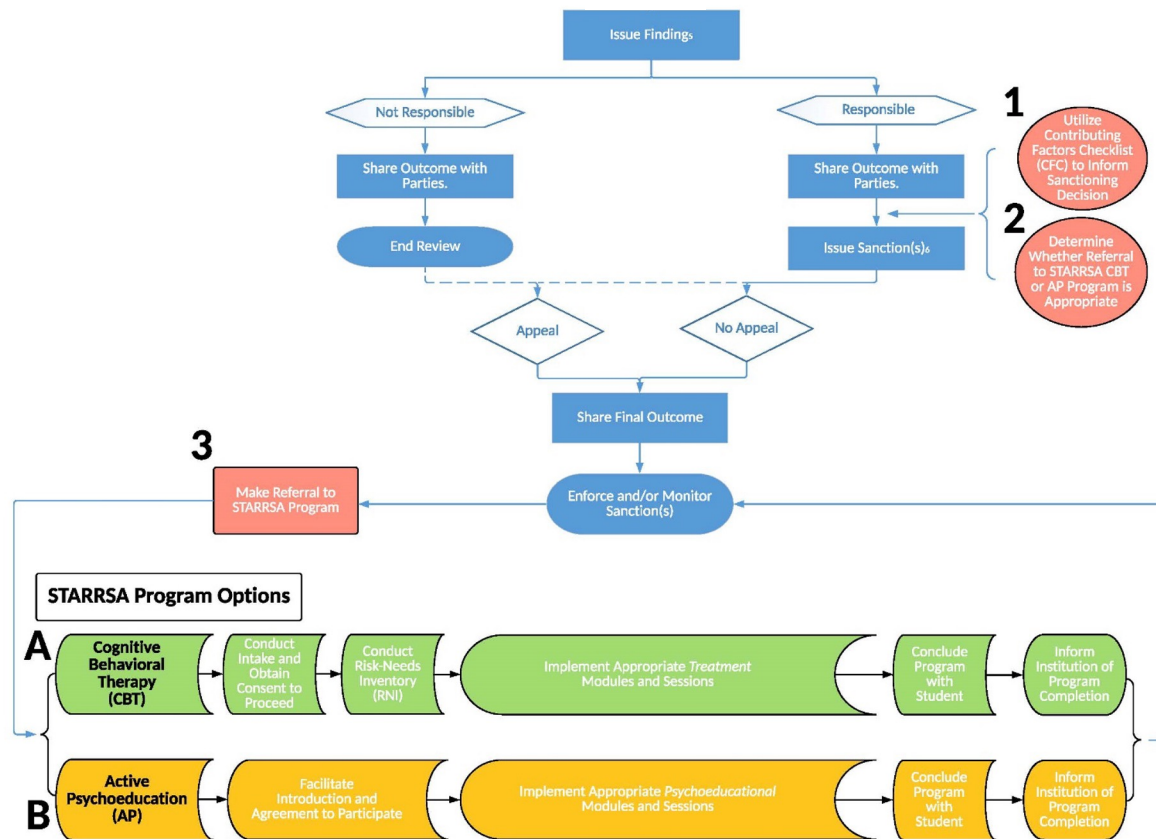 Issue Findings₅
Not Responsible
Responsible
Share Outcome with
Parties.
Share Outcome with
Parties.
End Review
Issue Sanction(s)₆
1
Utilize
Contributing
Factors Checklist
(CFC) to Inform
Sanctioning
Decision
2
Determine
Whether Referral
to STARRSA CBT
or AP Program is
Appropriate
Appeal
No Appeal
Share Final Outcome
3
Make Referral to
STARRSA Program
Enforce and/or Monitor
Sanction(s)
STARRSA Program Options
A
Cognitive
Behavioral
Therapy
(CBT)
Conduct
Intake and
Obtain
Consent to
Proceed
Conduct
Risk-Needs
Inventory
(RNI)
Implement Appropriate Treatment
Modules and Sessions
Conclude
Program
with
Student
Inform
Institution of
Program
Completion
B
Active
Psychoeducation
(AP)
Facilitate
Introduction and
Agreement to Participate
Implement Appropriate Psychoeducational
Modules and Sessions
Conclude
Program
with
Student
Inform
Institution of
Program
Completion